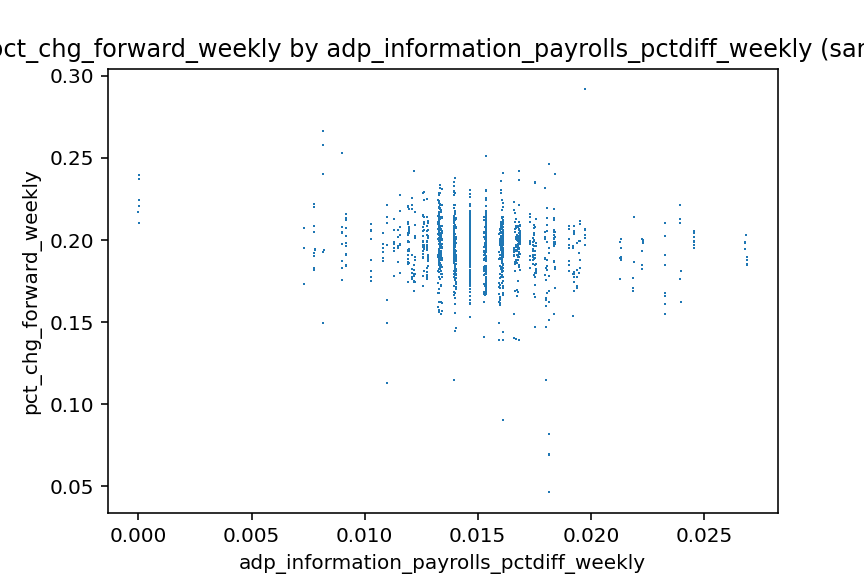 pct_chg_forward_weekly by adp_information_payrolls_pctdiff_weekly (sar
0.30
0.25
0.20
0.15
0.10
0.05
pct_chg_forward_weekly
0.000 0.005 0.010 0.015 0.020 0.025
adp_information_payrolls_pctdiff_weekly